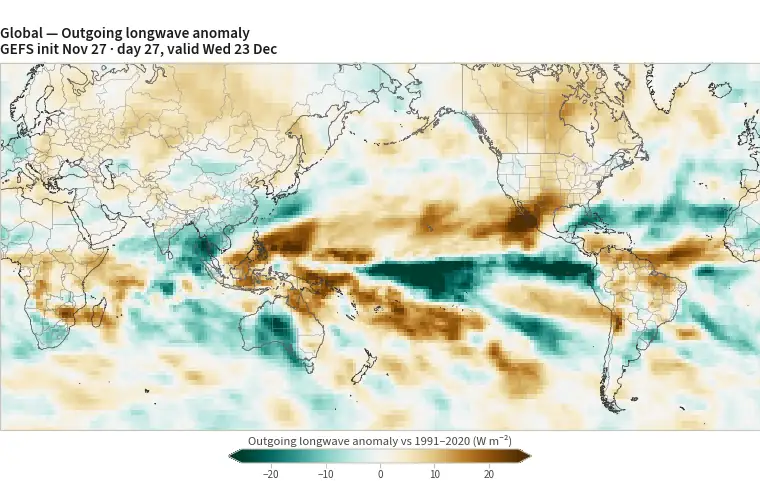 Global — Outgoing longwave anomaly
GEFS init Nov 27 · day 27, valid Wed 23 Dec
Outgoing longwave anomaly vs 1991–2020 (W m⁻²)
−20 −10 0 10 20